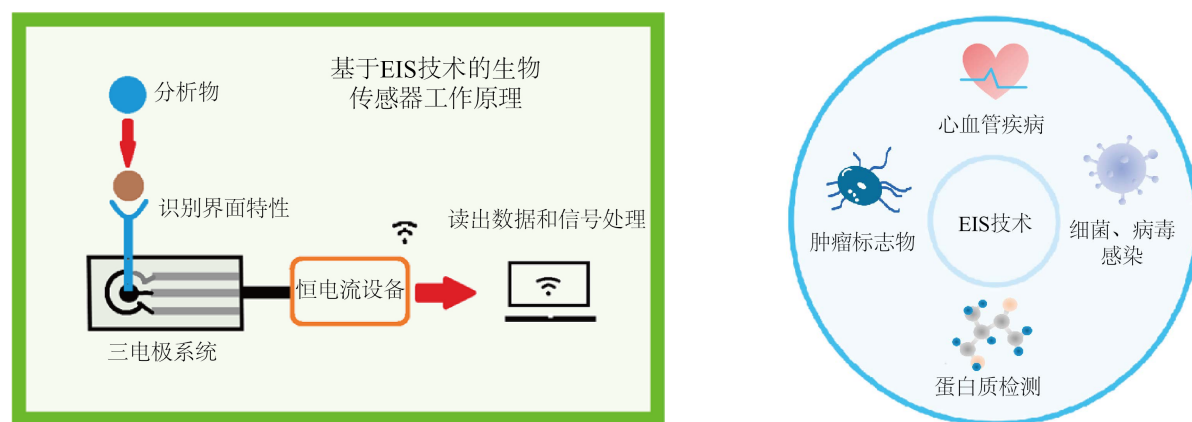 基于EIS技术的生物
传感器工作原理
分析物
识别界面特性
读出数据和信号处理
恒电流设备
三电极系统
心血管疾病
肿瘤标志物
EIS技术
细菌、病毒
感染
蛋白质检测